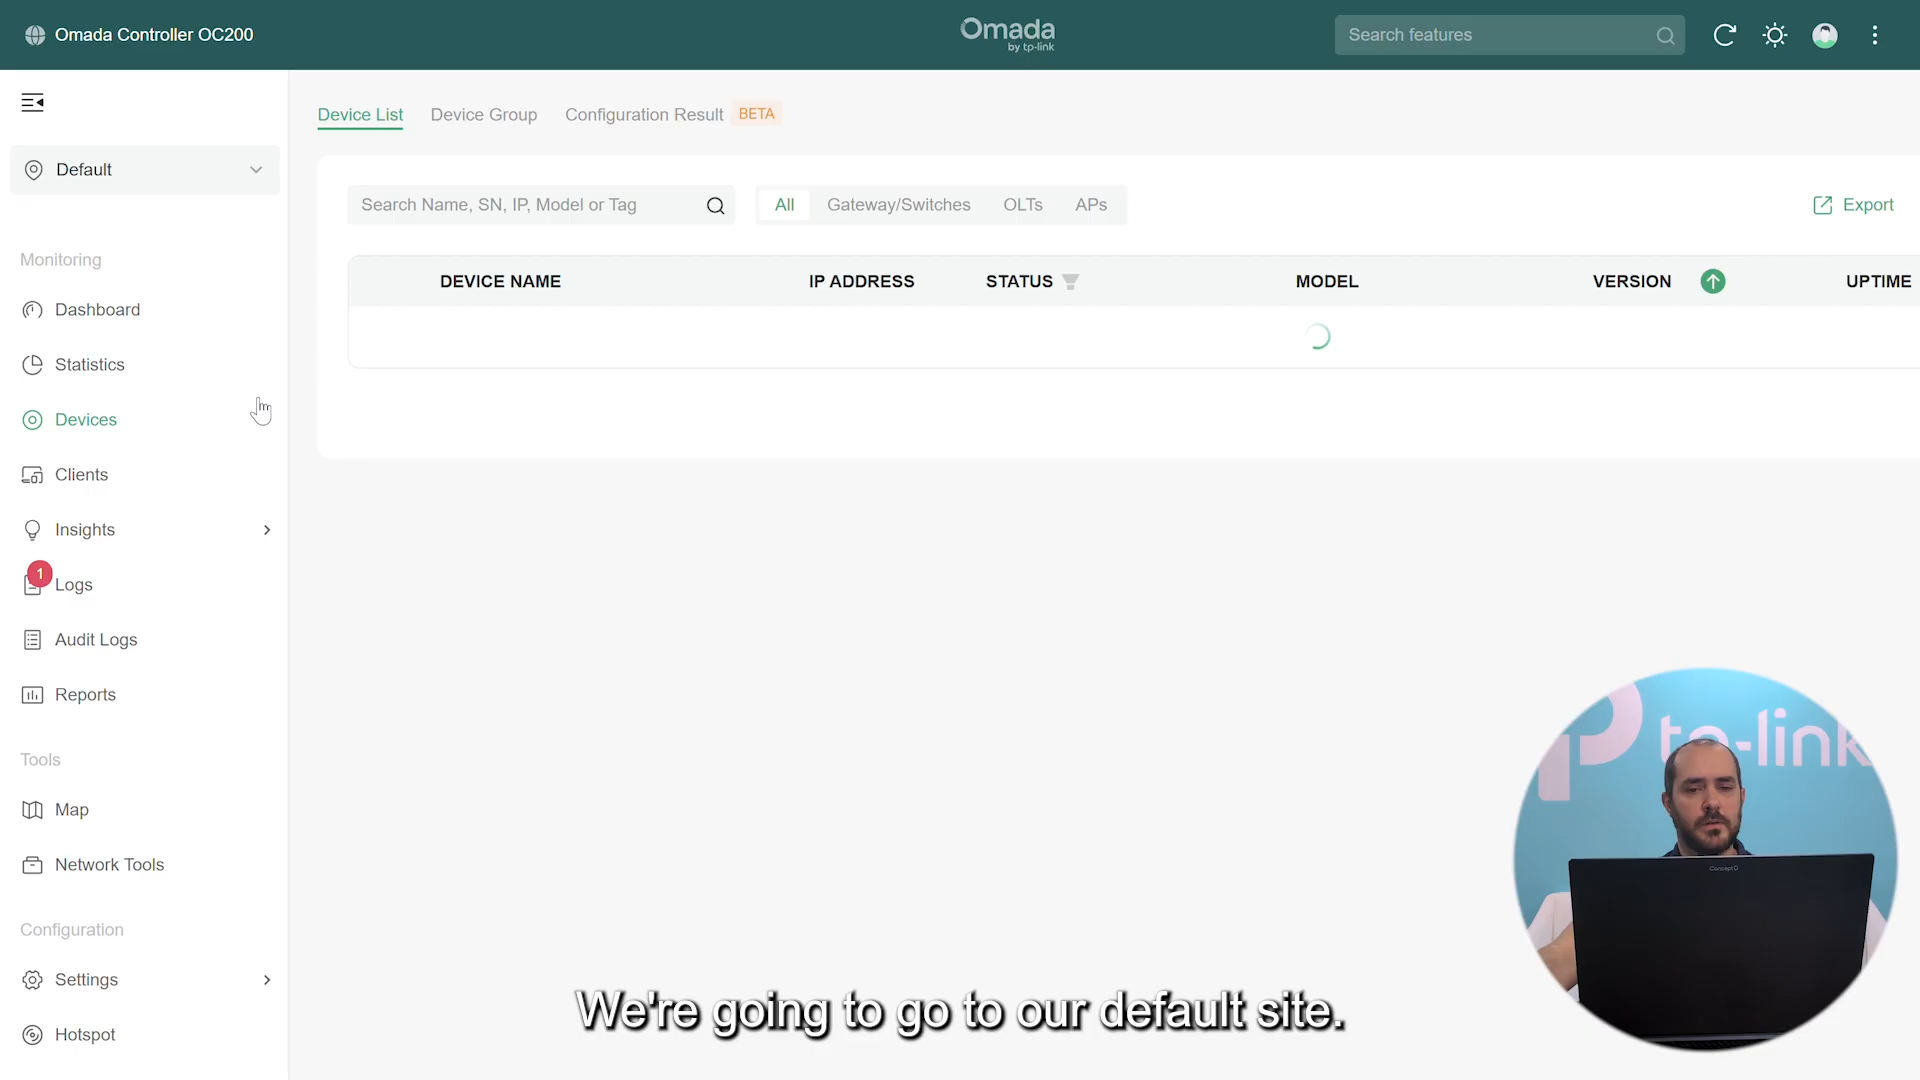 Omada Controller OC200
Omada
by tp-link
Search features
Default
Monitoring
Dashboard
Statistics
Devices
Clients
Insights
1
Logs
Audit Logs
Reports
Tools
Map
Network Tools
Configuration
Settings
Hotspot
Device List Device Group Configuration Result BETA
Search Name, SN, IP, Model or Tag All Gateway/Switches OLTs APs Export
DEVICE NAME IP ADDRESS STATUS MODEL VERSION UPTIME
tp-link
ConceptD
We're going to go to our default site.